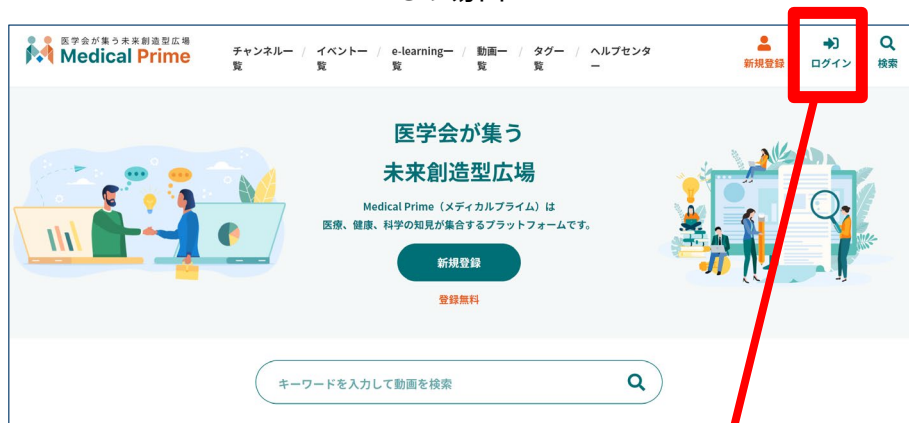 医学会が集う未来創造型広場
Medical Prime
チャンネル一覧 / イベント一覧 / e-learning一覧 / 動画一覧 / タグ一覧 / ヘルプセンター
新規登録
ログイン
検索
医学会が集う
未来創造型広場
Medical Prime（メディカルプライム）は
医療、健康、科学の知見が集合するプラットフォームです。
新規登録
登録無料
キーワードを入力して動画を検索